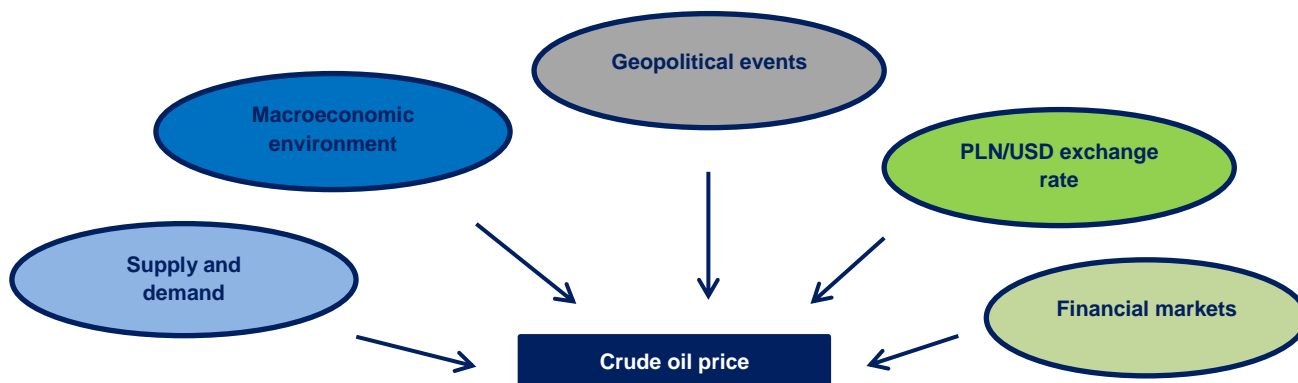 Geopolitical events
Macroeconomic
environment
PLN/USD exchange
rate
Supply and
demand
Financial markets
Crude oil price